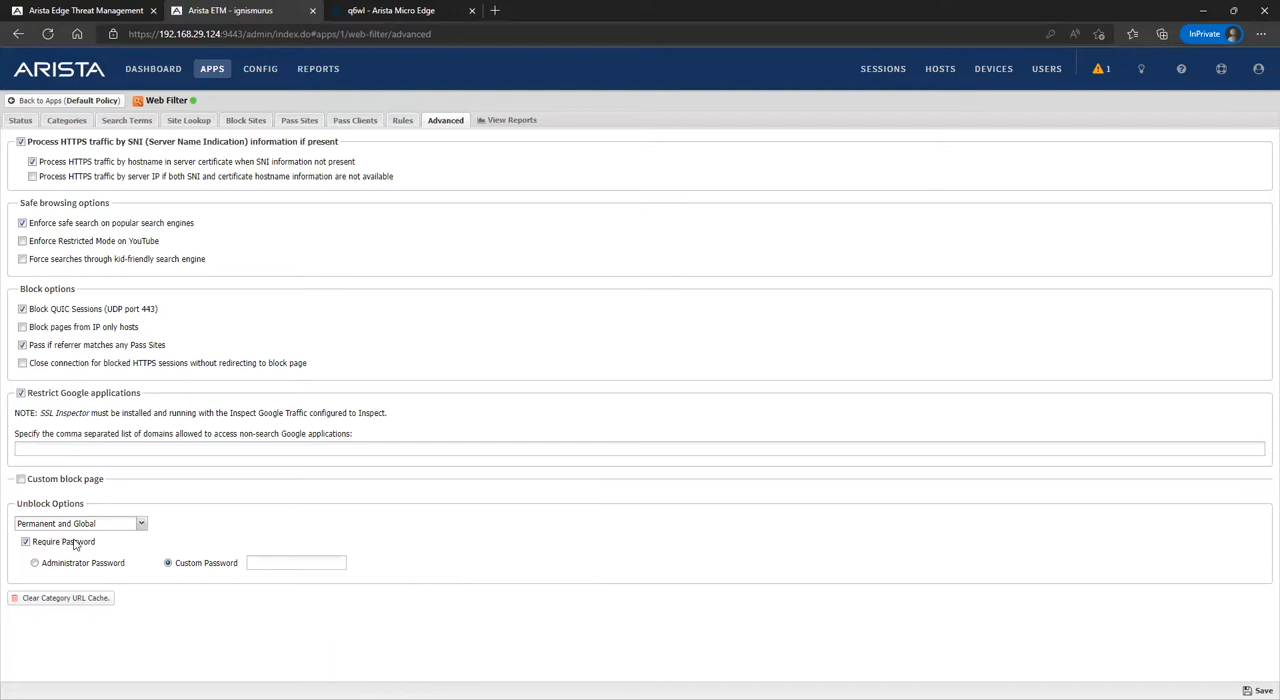 Arista Edge Threat Management
Arista ETM - ignismurus
q6wl - Arista Micro Edge
https://192.168.29.124:9443/admin/index.do#apps/1/web-filter/advanced
InPrivate
ARISTA
DASHBOARD
APPS
CONFIG
REPORTS
SESSIONS
HOSTS
DEVICES
USERS
1
Back to Apps (Default Policy)
Web Filter
Status
Categories
Search Terms
Site Lookup
Block Sites
Pass Sites
Pass Clients
Rules
Advanced
View Reports
Process HTTPS traffic by SNI (Server Name Indication) information if present
Process HTTPS traffic by hostname in server certificate when SNI information not present
Process HTTPS traffic by server IP if both SNI and certificate hostname information are not available
Safe browsing options
Enforce safe search on popular search engines
Enforce Restricted Mode on YouTube
Force searches through kid-friendly search engine
Block options
Block QUIC Sessions (UDP port 443)
Block pages from IP only hosts
Pass if referrer matches any Pass Sites
Close connection for blocked HTTPS sessions without redirecting to block page
Restrict Google applications
NOTE: SSL Inspector must be installed and running with the Inspect Google Traffic configured to Inspect.
Specify the comma separated list of domains allowed to access non-search Google applications:
Custom block page
Unblock Options
Permanent and Global
Require Password
Administrator Password
Custom Password
Clear Category URL Cache.
Save